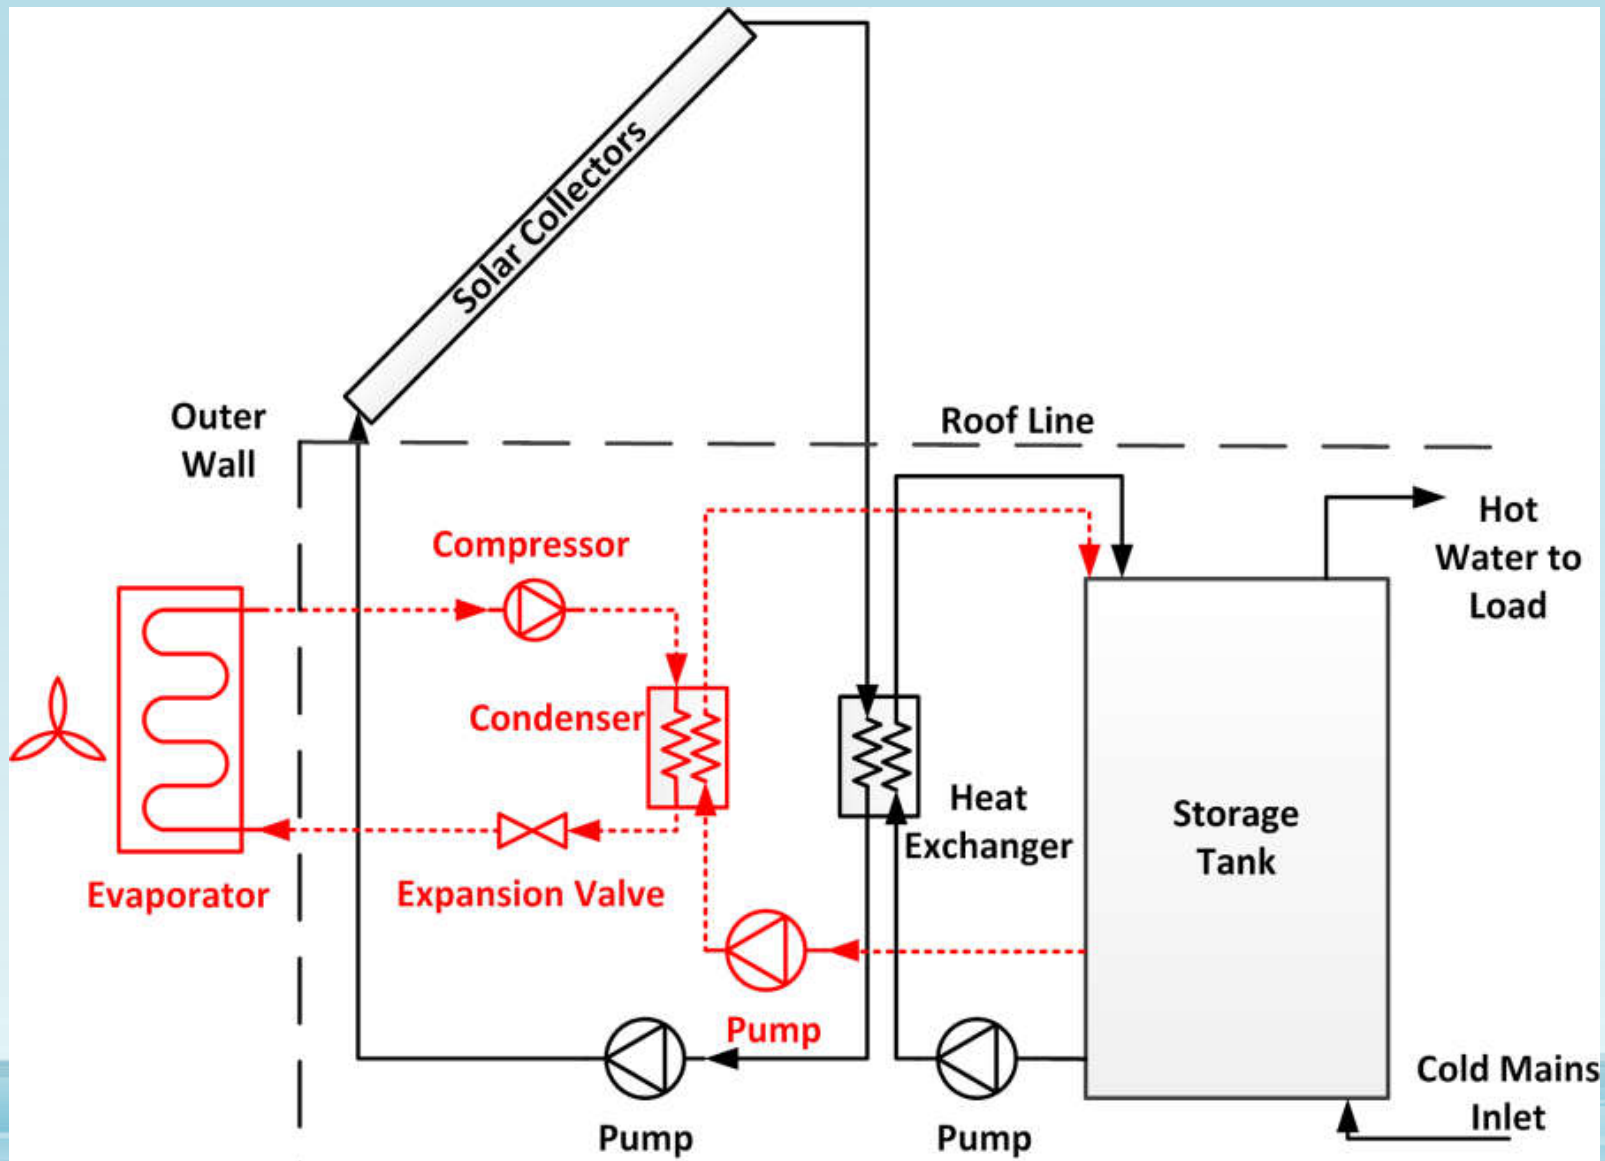 Solar Collectors
Outer
Wall
Roof Line
Hot
Water to
Load
Compressor
Condenser
Heat
Exchanger
Storage
Tank
Evaporator
Expansion Valve
Pump
Cold Mains
Inlet
Pump
Pump